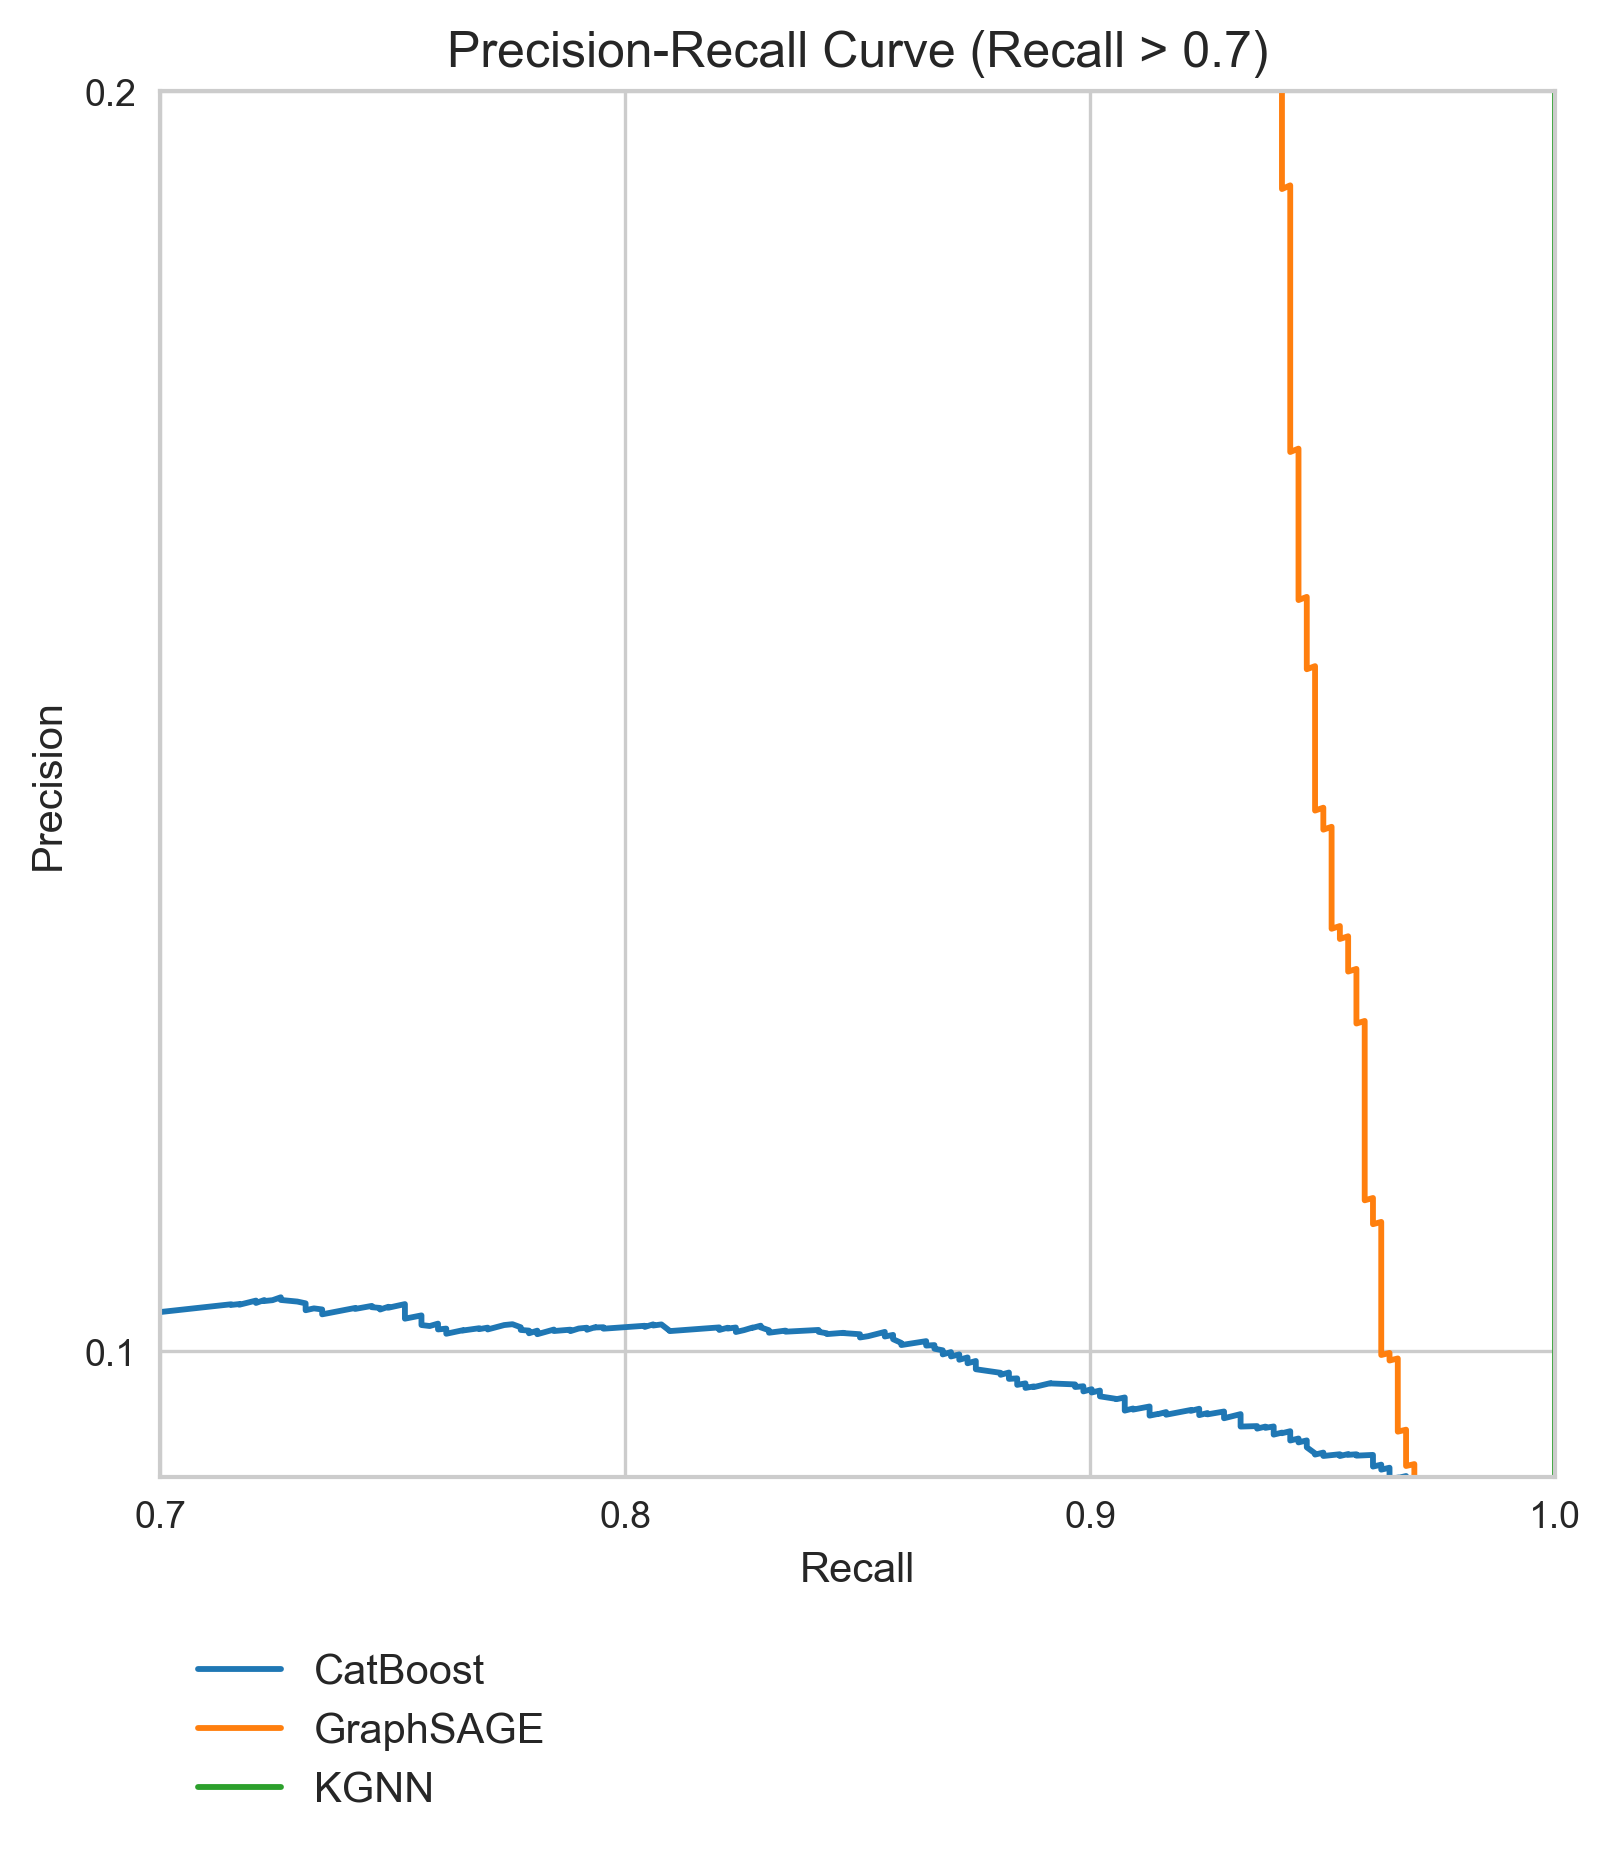 Precision-Recall Curve (Recall > 0.7)
0.2
Precision
0.1
0.7 0.8 0.9 1.0
Recall
CatBoost
GraphSAGE
KGNN